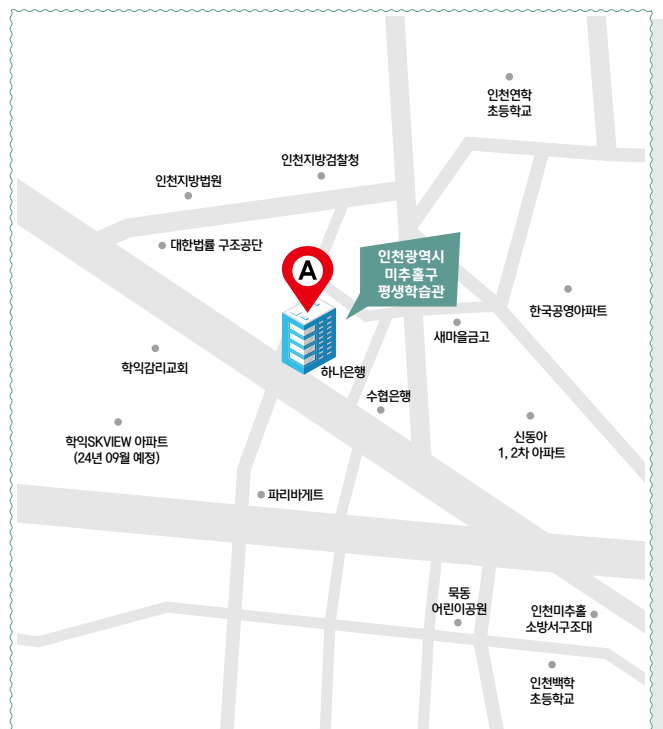 인천연학
초등학교
인천지방검찰청
인천지방법원
대한법률 구조공단
A
인천광역시
미추홀구
평생학습관
한국공영아파트
새마을금고
학익감리교회
하나은행
수협은행
학익SKVIEW 아파트
(24년 09월 예정)
신동아
1, 2차 아파트
파리바게트
묵동
어린이공원
인천미추홀
소방서구조대
인천백학
초등학교